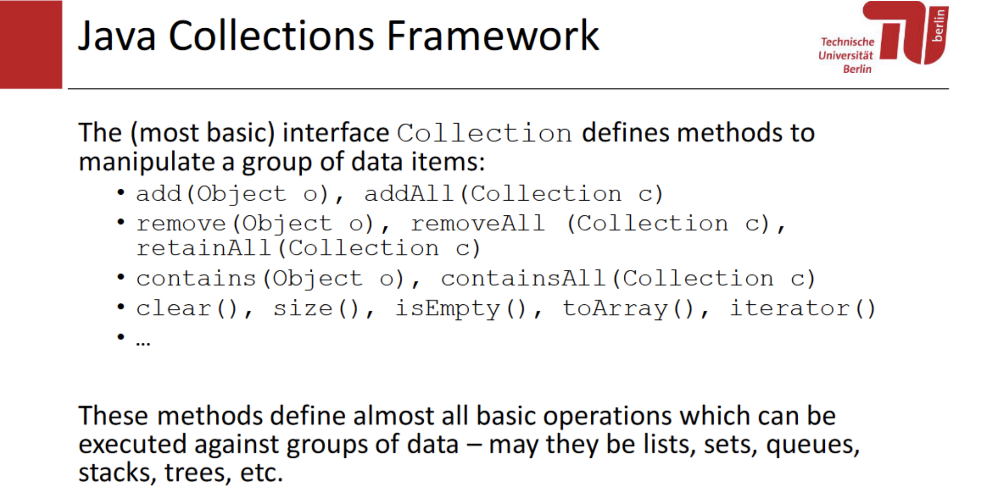 Java Collections Framework
berlin
Technische
Universität
Berlin
The (most basic) interface Collection defines methods to
manipulate a group of data items:
• add(Object o), addAll(Collection c)
• remove(Object o), removeAll (Collection c),
retainAll(Collection c)
• contains(Object o), containsAll(Collection c)
• clear(), size(), isEmpty(), toArray(), iterator()
• …
These methods define almost all basic operations which can be
executed against groups of data – may they be lists, sets, queues,
stacks, trees, etc.